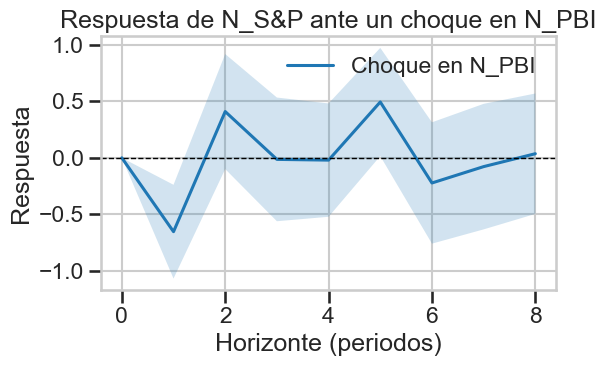 Respuesta de N_S&P ante un choque en N_PBI
Choque en N_PBI
Respuesta
1.0
0.5
0.0
−0.5
−1.0
0 2 4 6 8
Horizonte (periodos)